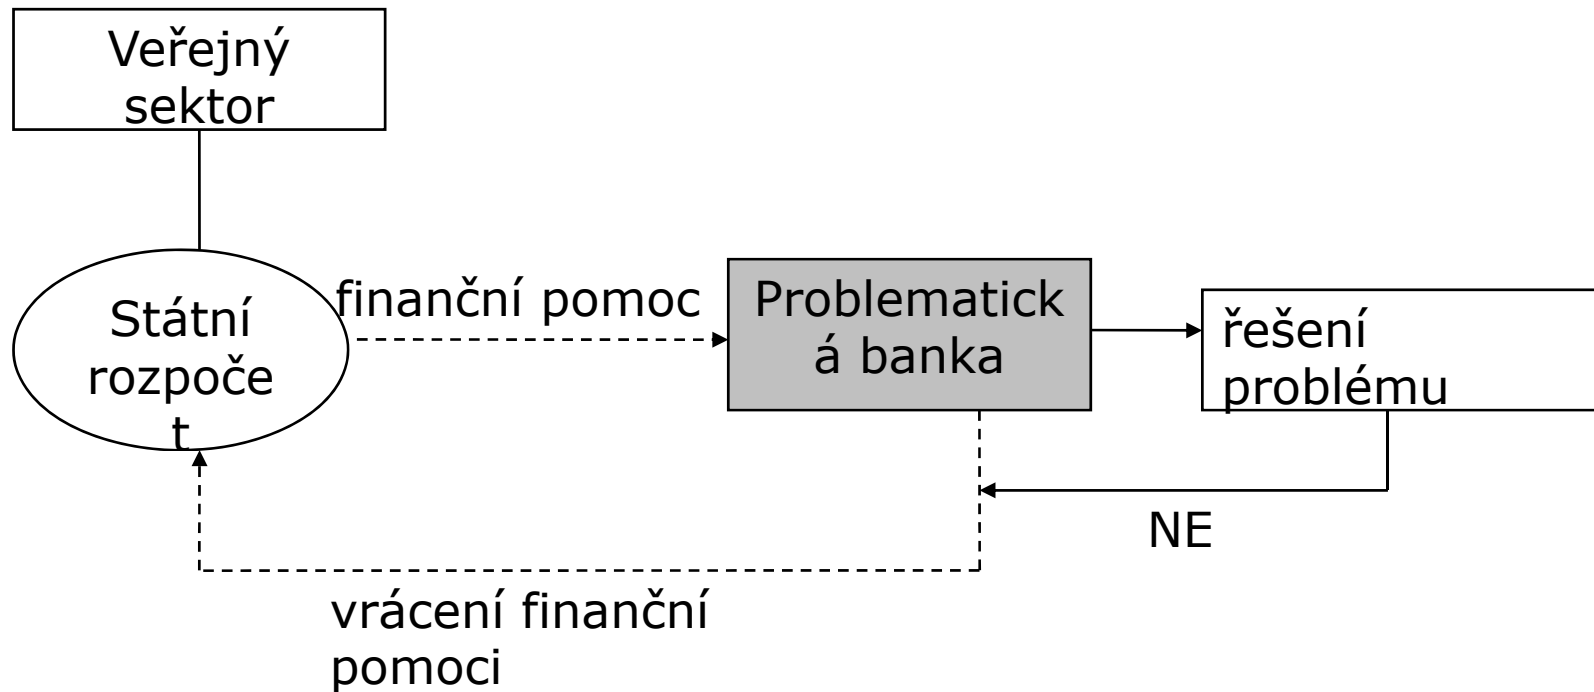 Veřejný
sektor
finanční pomoc
Státní
rozpoče
t
Problematick
á banka
řešení
problému
NE
vrácení finanční
pomoci